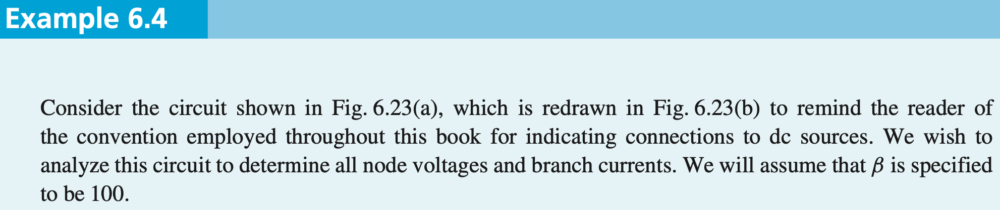 Example 6.4
Consider the circuit shown in Fig. 6.23(a), which is redrawn in Fig. 6.23(b) to remind the reader of
the convention employed throughout this book for indicating connections to dc sources. We wish to
analyze this circuit to determine all node voltages and branch currents. We will assume that β is specified
to be 100.